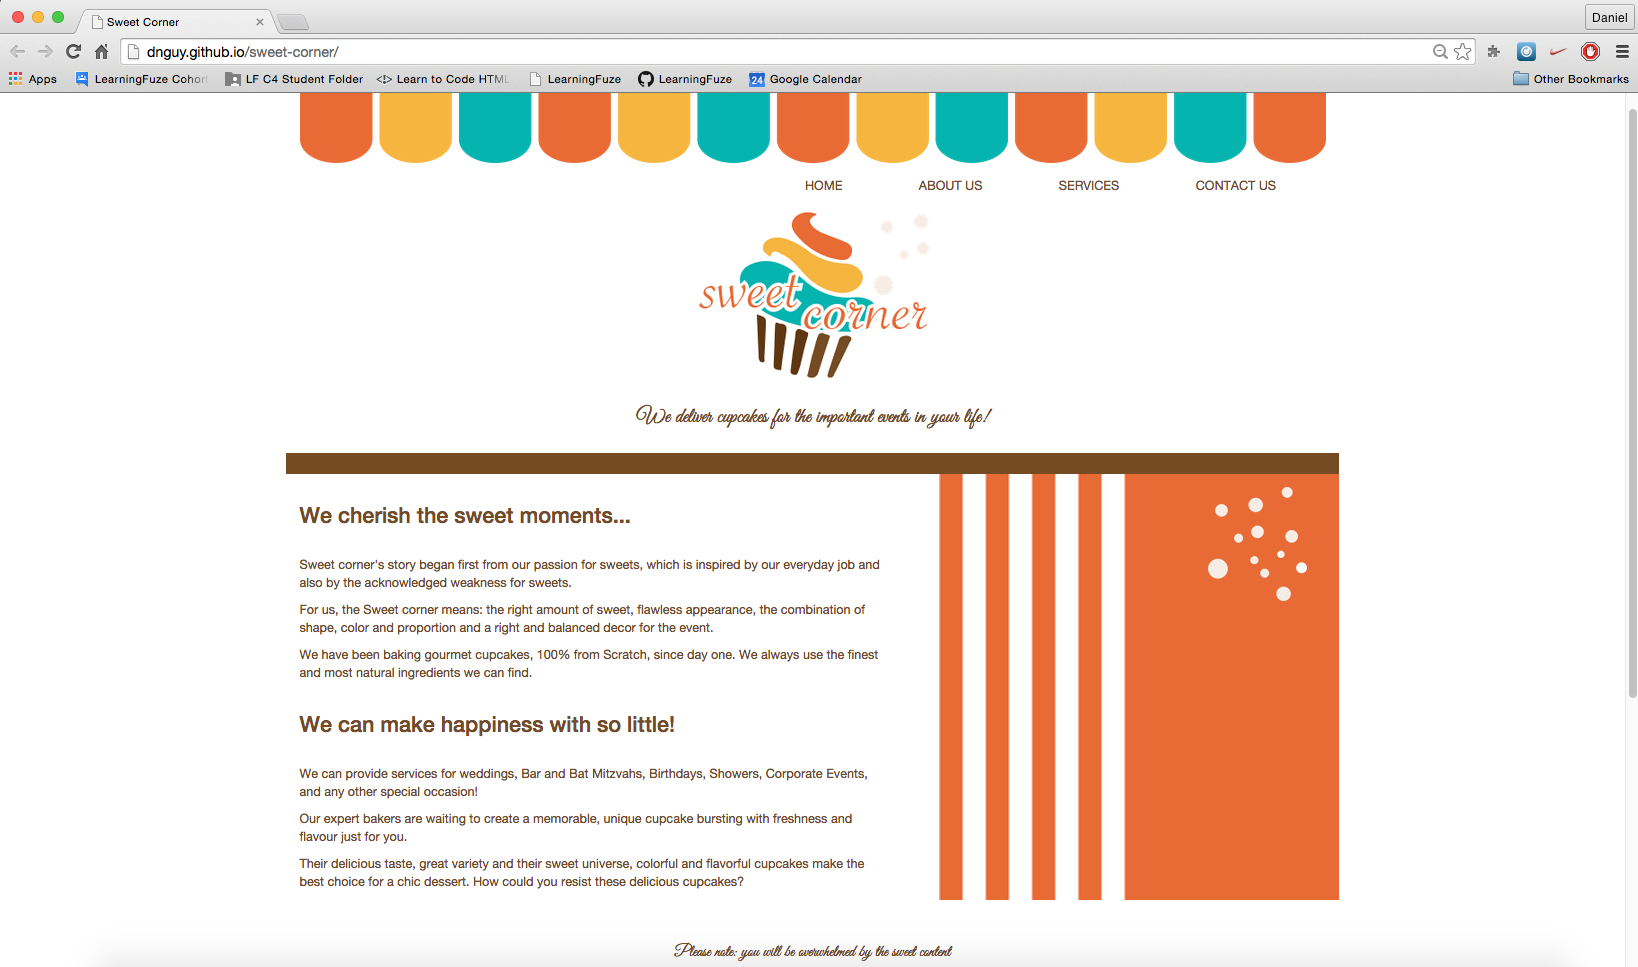 Sweet Corner
Daniel
dnguy.github.io/sweet-corner/
Apps LearningFuze Cohort LF C4 Student Folder Learn to Code HTML LearningFuze LearningFuze 24 Google Calendar Other Bookmarks
HOME ABOUT US SERVICES CONTACT US
sweet
corner
We deliver cupcakes for the important events in your life!
We cherish the sweet moments...
Sweet corner's story began first from our passion for sweets, which is inspired by our everyday job and
also by the acknowledged weakness for sweets.
For us, the Sweet corner means: the right amount of sweet, flawless appearance, the combination of
shape, color and proportion and a right and balanced decor for the event.
We have been baking gourmet cupcakes, 100% from Scratch, since day one. We always use the finest
and most natural ingredients we can find.
We can make happiness with so little!
We can provide services for weddings, Bar and Bat Mitzvahs, Birthdays, Showers, Corporate Events,
and any other special occasion!
Our expert bakers are waiting to create a memorable, unique cupcake bursting with freshness and
flavour just for you.
Their delicious taste, great variety and their sweet universe, colorful and flavorful cupcakes make the
best choice for a chic dessert. How could you resist these delicious cupcakes?
Please note: you will be overwhelmed by the sweet content